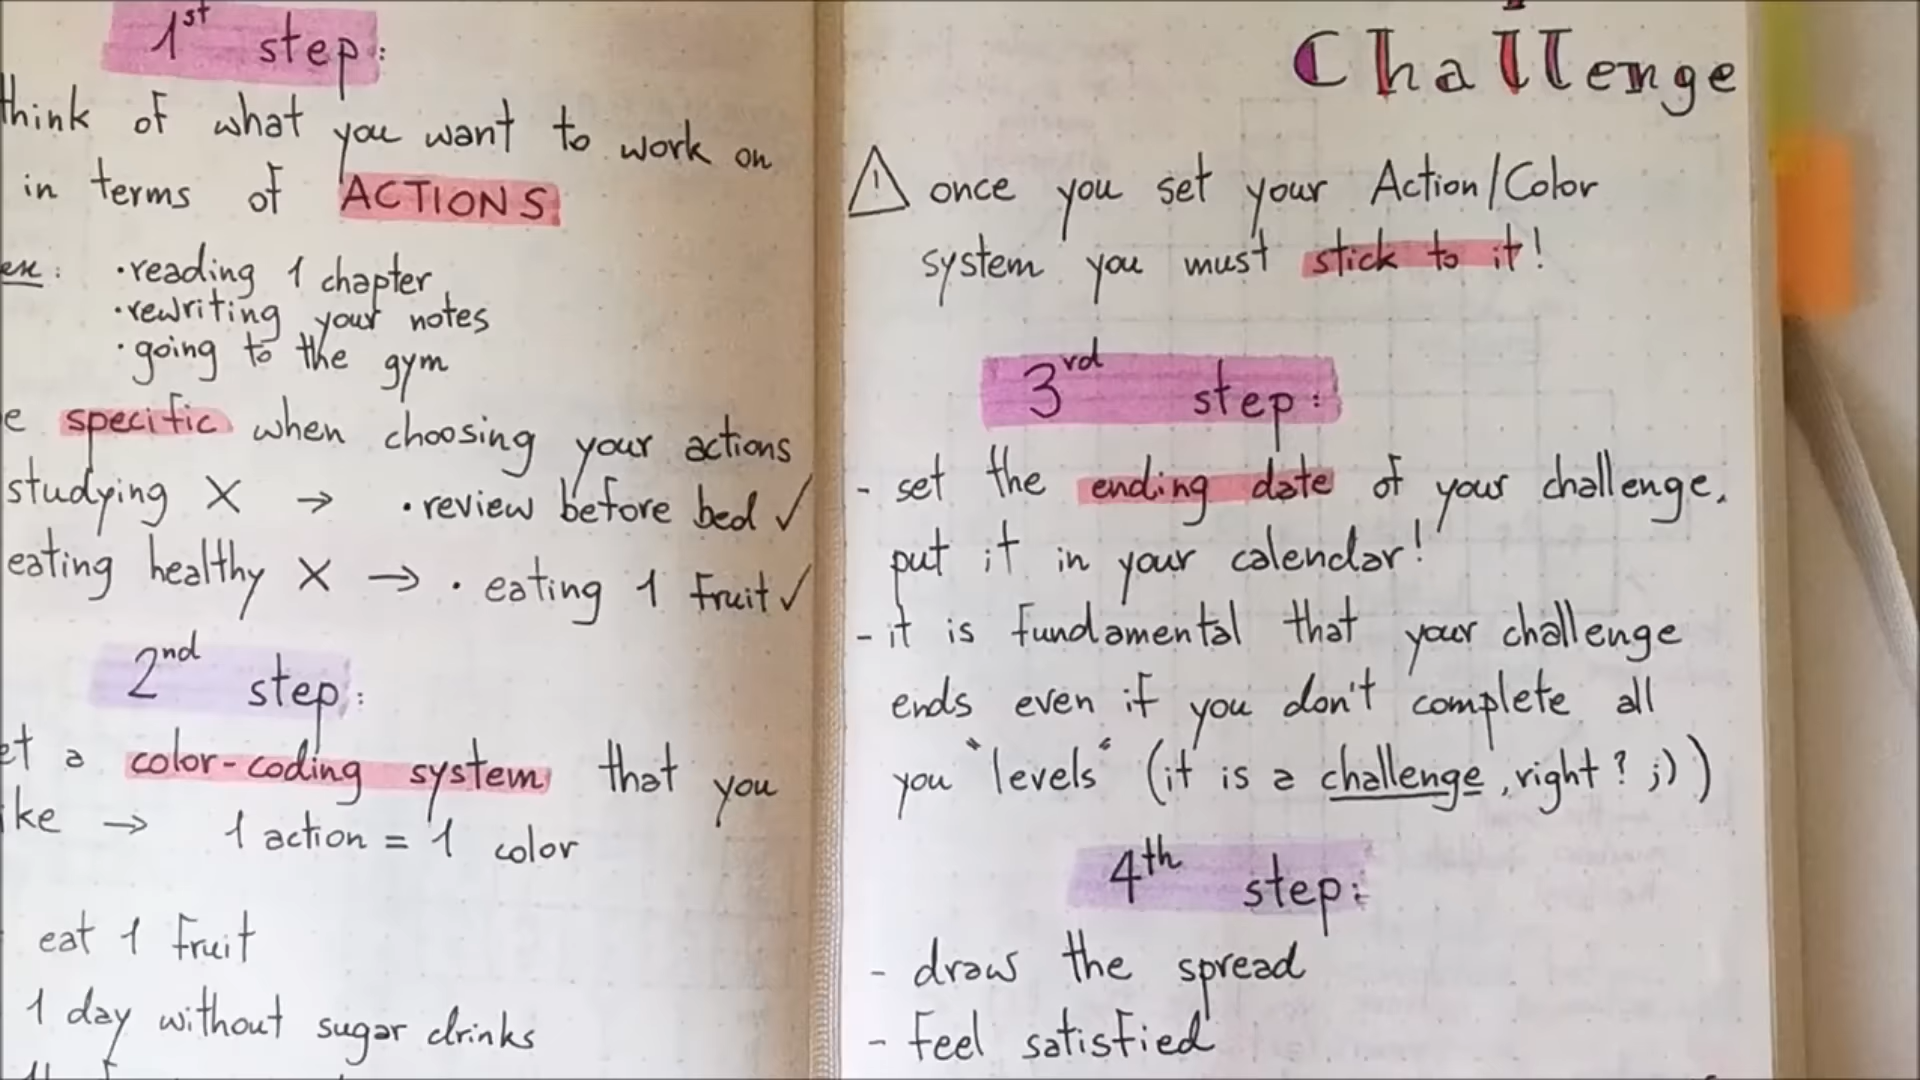 1st step:
think of what you want to work on
in terms of ACTIONS
ex: •reading 1 chapter
•rewriting your notes
•going to the gym
specific when choosing your actions
studying X → •review before bed ✓
eating healthy X → •eating 1 fruit ✓
2nd step:
a color-coding system that you
→ 1 action = 1 color
eat 1 fruit
1 day without sugar drinks
Challenge
! once you set your Action/Color
system you must stick to it!
3rd step:
- set the ending date of your challenge,
put it in your calendar!
- it is fundamental that your challenge
ends even if you don't complete all
you "levels" (it is a challenge, right? ;))
4th step:
- draw the spread
- feel satisfied